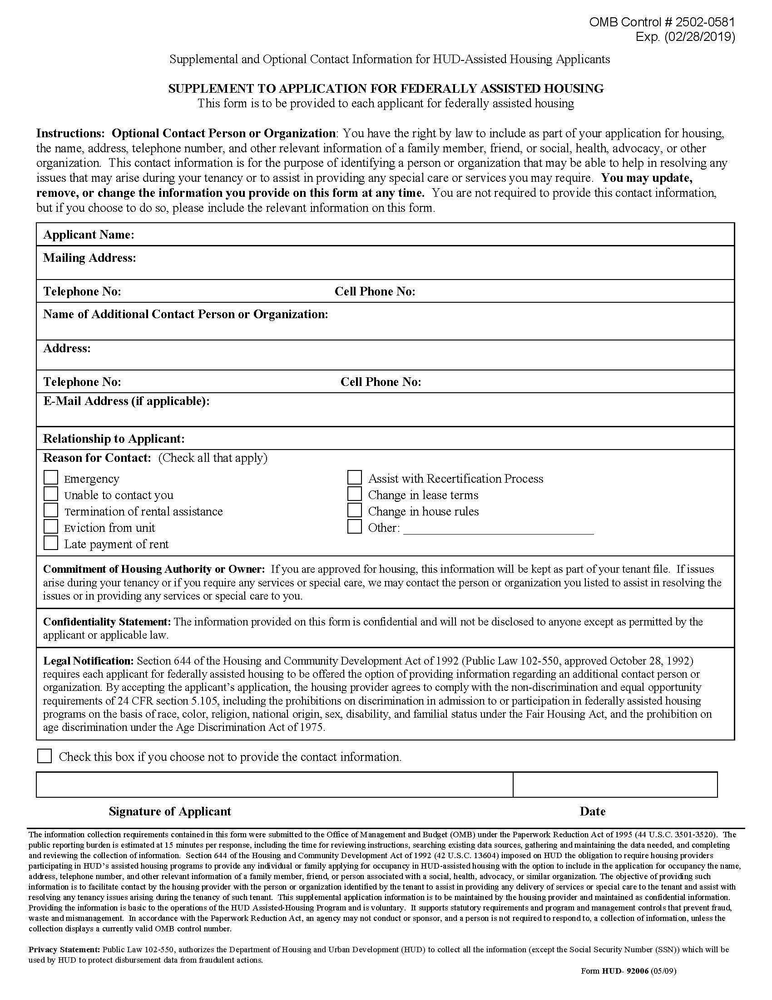 OMB Control # 2502-0581
Exp. (02/28/2019)
Supplemental and Optional Contact Information for HUD-Assisted Housing Applicants
SUPPLEMENT TO APPLICATION FOR FEDERALLY ASSISTED HOUSING
This form is to be provided to each applicant for federally assisted housing
Instructions: Optional Contact Person or Organization: You have the right by law to include as part of your application for housing,
the name, address, telephone number, and other relevant information of a family member, friend, or social, health, advocacy, or other
organization. This contact information is for the purpose of identifying a person or organization that may be able to help in resolving any
issues that may arise during your tenancy or to assist in providing any special care or services you may require. You may update,
remove, or change the information you provide on this form at any time. You are not required to provide this contact information,
but if you choose to do so, please include the relevant information on this form.
Applicant Name:
Mailing Address:
Telephone No: Cell Phone No:
Name of Additional Contact Person or Organization:
Address:
Telephone No: Cell Phone No:
E-Mail Address (if applicable):
Relationship to Applicant:
Reason for Contact: (Check all that apply)
Emergency
Unable to contact you
Termination of rental assistance
Eviction from unit
Late payment of rent
Assist with Recertification Process
Change in lease terms
Change in house rules
Other: ______________________________
Commitment of Housing Authority or Owner: If you are approved for housing, this information will be kept as part of your tenant file. If issues
arise during your tenancy or if you require any services or special care, we may contact the person or organization you listed to assist in resolving the
issues or in providing any services or special care to you.
Confidentiality Statement: The information provided on this form is confidential and will not be disclosed to anyone except as permitted by the
applicant or applicable law.
Legal Notification: Section 644 of the Housing and Community Development Act of 1992 (Public Law 102-550, approved October 28, 1992)
requires each applicant for federally assisted housing to be offered the option of providing information regarding an additional contact person or
organization. By accepting the applicant’s application, the housing provider agrees to comply with the non-discrimination and equal opportunity
requirements of 24 CFR section 5.105, including the prohibitions on discrimination in admission to or participation in federally assisted housing
programs on the basis of race, color, religion, national origin, sex, disability, and familial status under the Fair Housing Act, and the prohibition on
age discrimination under the Age Discrimination Act of 1975.
Check this box if you choose not to provide the contact information.
Signature of Applicant Date
The information collection requirements contained in this form were submitted to the Office of Management and Budget (OMB) under the Paperwork Reduction Act of 1995 (44 U.S.C. 3501-3520). The
public reporting burden is estimated at 15 minutes per response, including the time for reviewing instructions, searching existing data sources, gathering and maintaining the data needed, and completing
and reviewing the collection of information. Section 644 of the Housing and Community Development Act of 1992 (42 U.S.C. 13604) imposed on HUD the obligation to require housing providers
participating in HUD’s assisted housing programs to provide any individual or family applying for occupancy in HUD-assisted housing with the option to include in the application for occupancy the name,
address, telephone number, and other relevant information of a family member, friend, or person associated with a social, health, advocacy, or similar organization. The objective of providing such
information is to facilitate contact by the housing provider with the person or organization identified by the tenant to assist in providing any delivery of services or special care to the tenant and assist with
resolving any tenancy issues arising during the tenancy of such tenant. This supplemental application information is to be maintained by the housing provider and maintained as confidential information.
Providing the information is basic to the operations of the HUD Assisted-Housing Program and is voluntary. It supports statutory requirements and program and management controls that prevent fraud,
waste and mismanagement. In accordance with the Paperwork Reduction Act, an agency may not conduct or sponsor, and a person is not required to respond to, a collection of information, unless the
collection displays a currently valid OMB control number.
Privacy Statement: Public Law 102-550, authorizes the Department of Housing and Urban Development (HUD) to collect all the information (except the Social Security Number (SSN)) which will be
used by HUD to protect disbursement data from fraudulent actions.
Form HUD- 92006 (05/09)